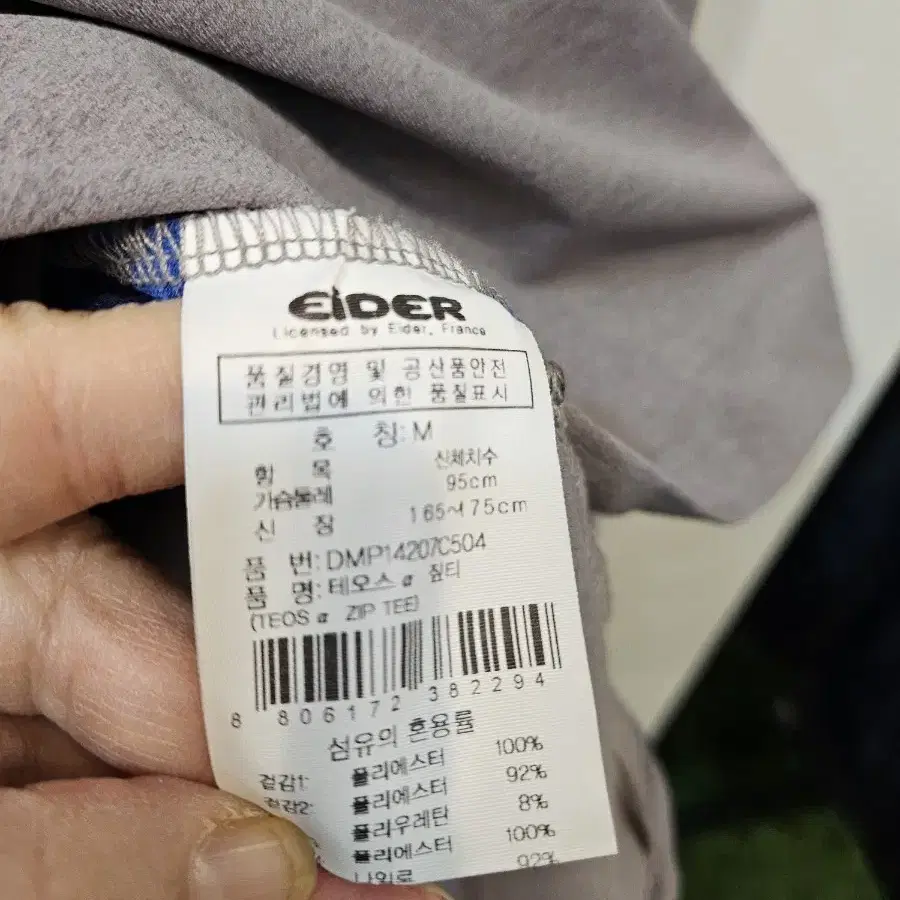 EIDER
Licensed by Eider, France
품질경영 및 공산품안전
관리법에 의한 품질표시
호 칭: M
항 목 신체치수
가슴둘레 95cm
신 장 165~175cm
품 번: DMP14207C504
품 명: 테오스 α 짚티
(TEOS α ZIP TEE)
8 806172 382294
섬유의 혼용률
겉감1: 폴리에스터 100%
겉감2: 폴리에스터 92%
폴리우레탄 8%
폴리에스터 100%
나일론 92%